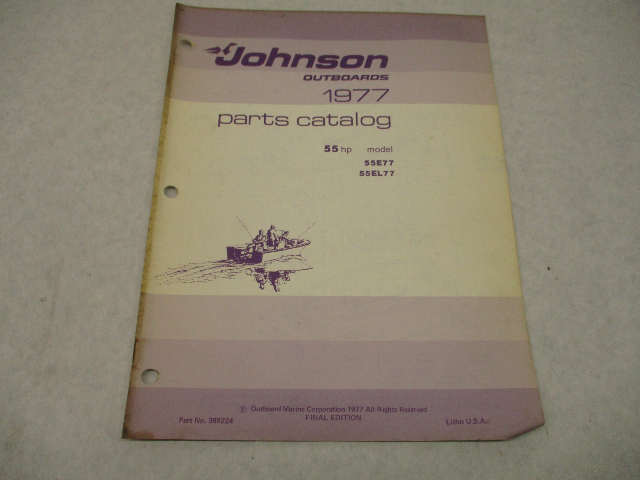 Johnson
OUTBOARDS
1977
parts catalog
55 hp model
55E77
55EL77
© Outboard Marine Corporation 1977 All Rights Reserved
FINAL EDITION
Part No. 389224
Litho U.S.A.